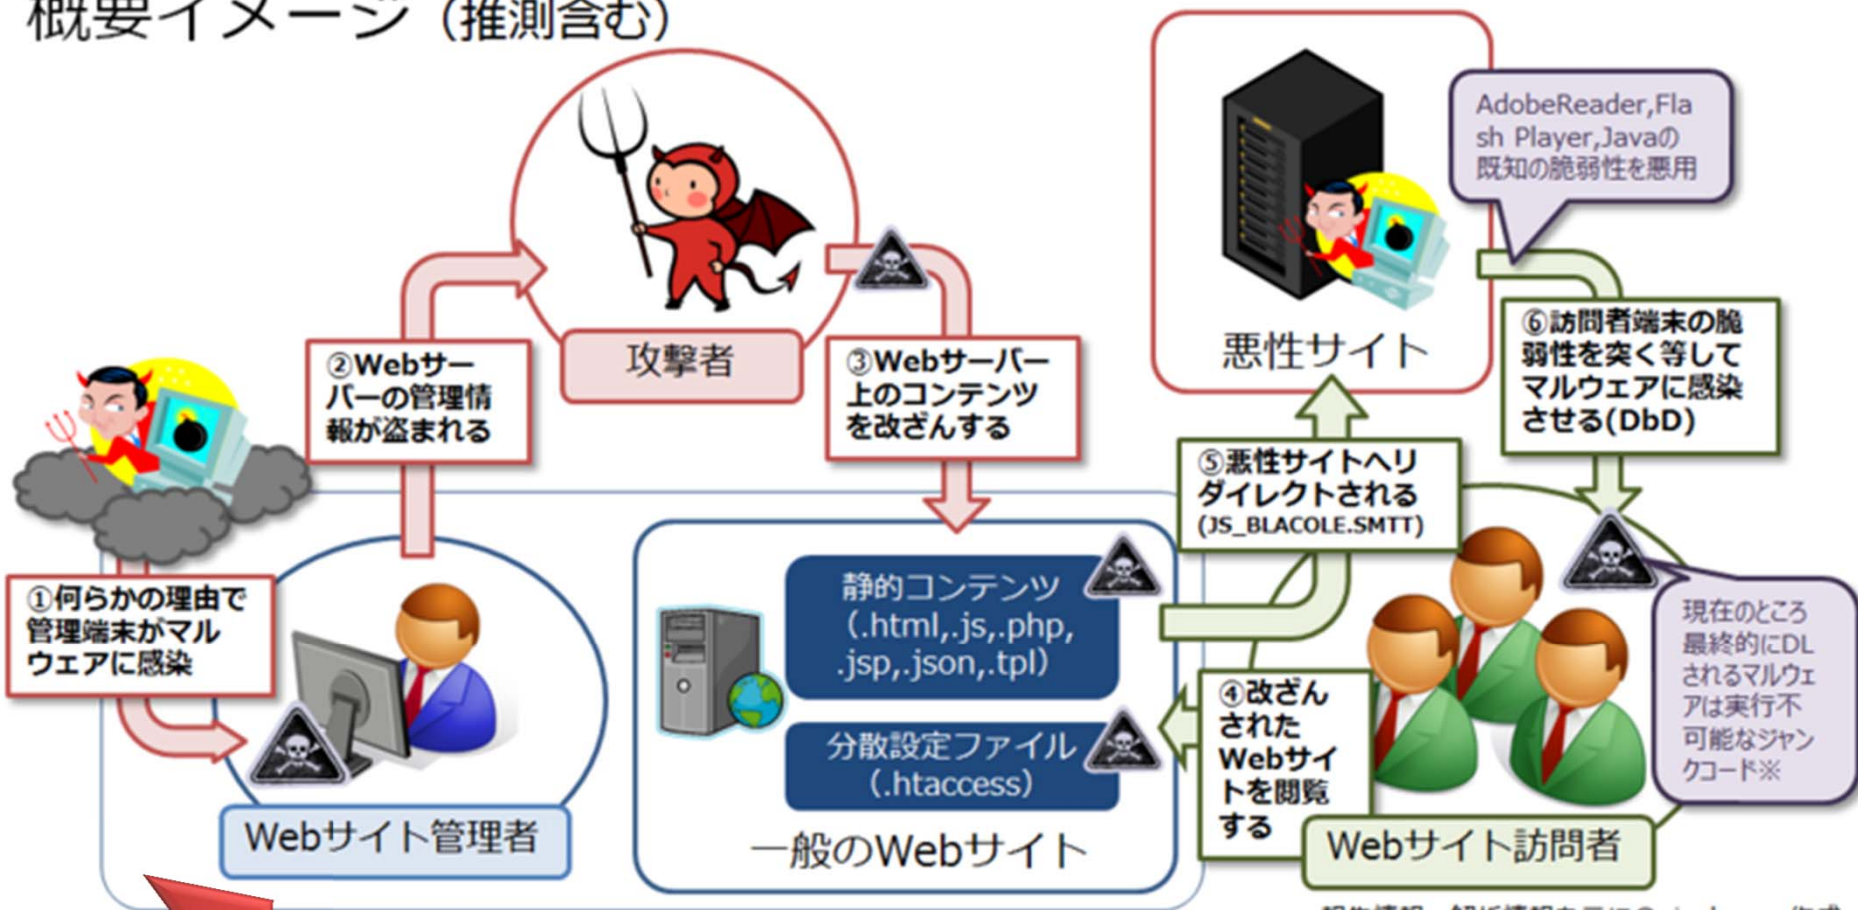 概要イメージ（推測含む）
AdobeReader,Fla
sh Player,Javaの
既知の脆弱性を悪用
悪性サイト
攻撃者
②Webサー
バーの管理情
報が盗まれる
③Webサーバー
上のコンテンツ
を改ざんする
⑥訪問者端末の脆
弱性を突く等して
マルウェアに感染
させる(DbD)
⑤悪性サイトへリ
ダイレクトされる
(JS_BLACOLE.SMTT)
①何らかの理由で
管理端末がマル
ウェアに感染
静的コンテンツ
（.html,.js,.php,
.jsp,.json,.tpl）
分散設定ファイル
（.htaccess）
④改ざん
された
Webサイ
トを閲覧
する
現在のところ
最終的にDL
されるマルウェ
アは実行不
可能なジャン
クコード※
Webサイト管理者
一般のWebサイト
Webサイト訪問者